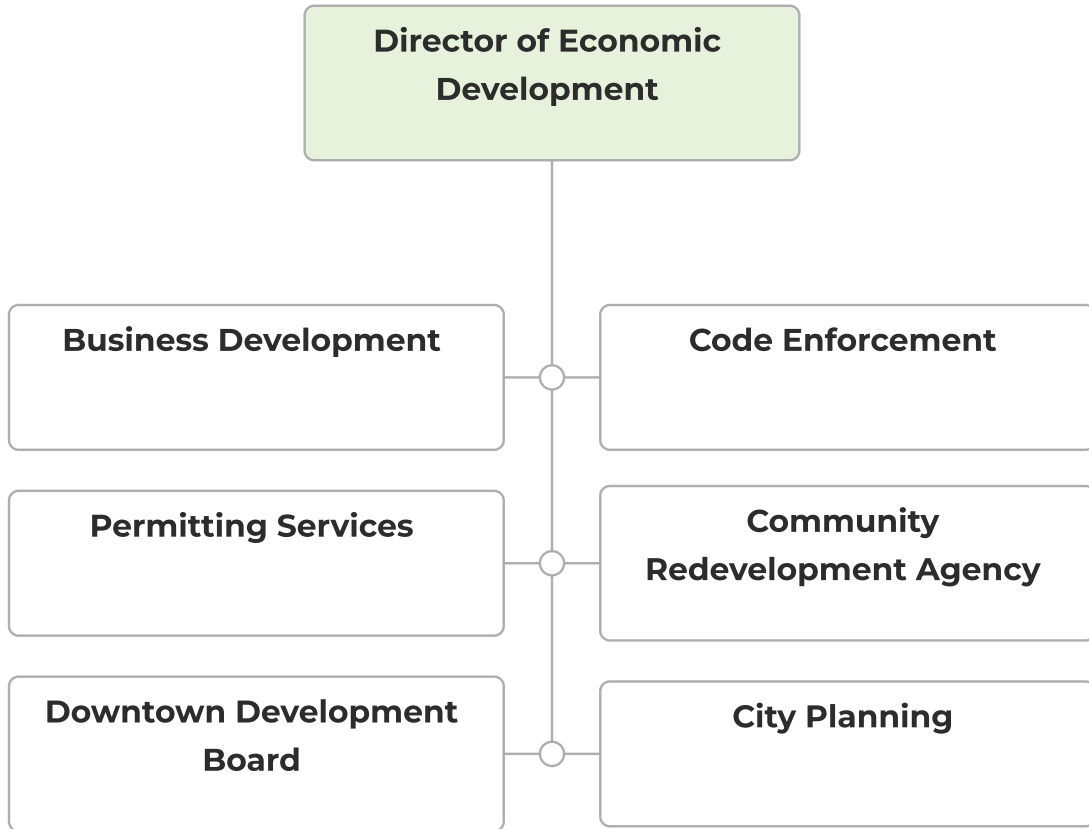 Director of Economic
Development
Business Development
Code Enforcement
Permitting Services
Community
Redevelopment Agency
Downtown Development
Board
City Planning